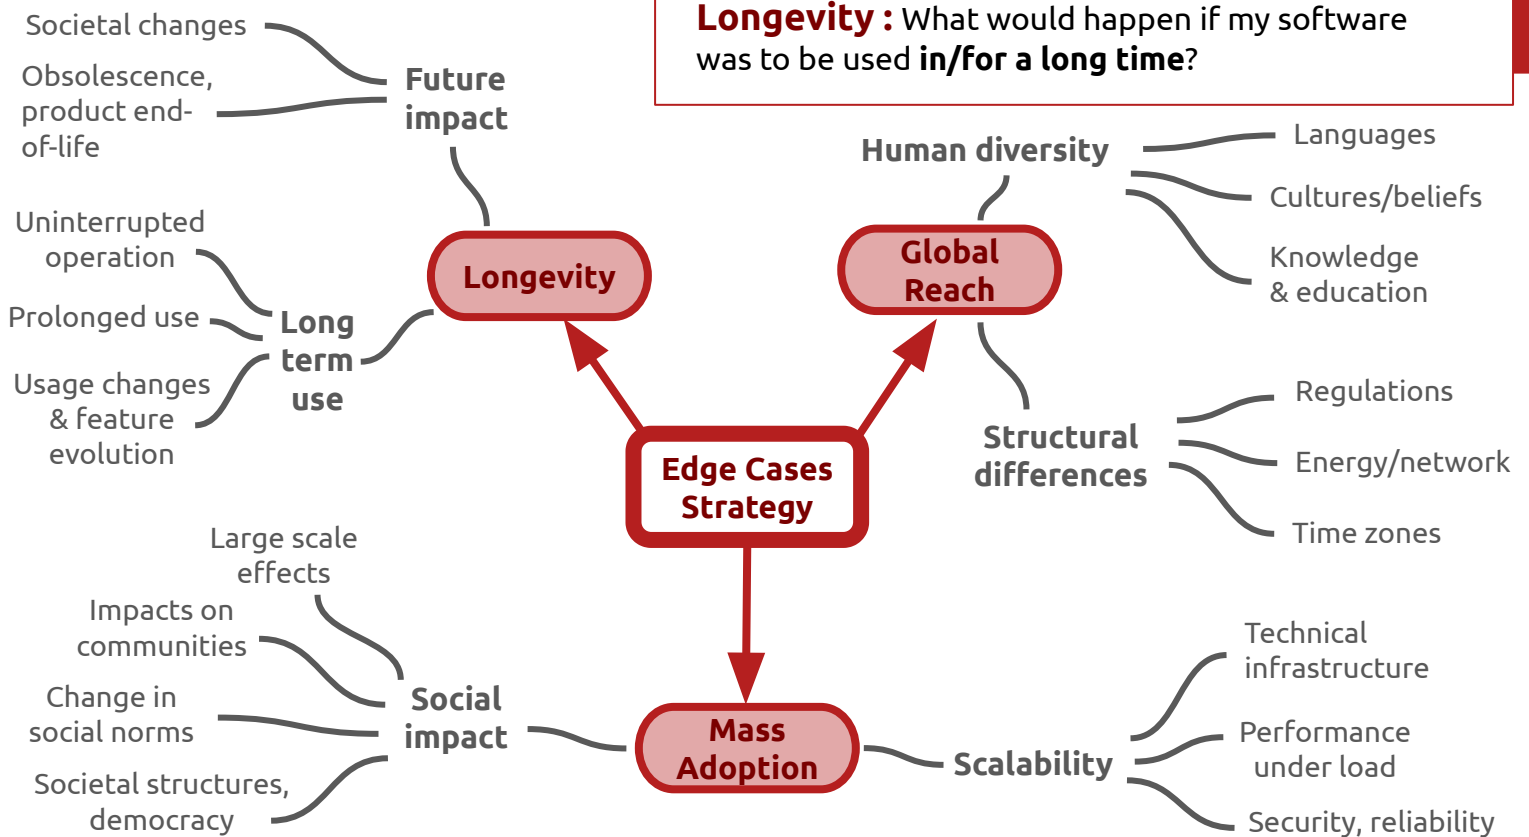 Longevity : What would happen if my software
was to be used in/for a long time?
Societal changes
Obsolescence,
product end-
of-life
Future
impact
Uninterrupted
operation
Prolonged use
Usage changes
& feature
evolution
Long
term
use
Longevity
Human diversity
Languages
Cultures/beliefs
Knowledge
& education
Global
Reach
Structural
differences
Regulations
Energy/network
Time zones
Edge Cases
Strategy
Large scale
effects
Impacts on
communities
Change in
social norms
Societal structures,
democracy
Social
impact
Mass
Adoption
Scalability
Technical
infrastructure
Performance
under load
Security, reliability